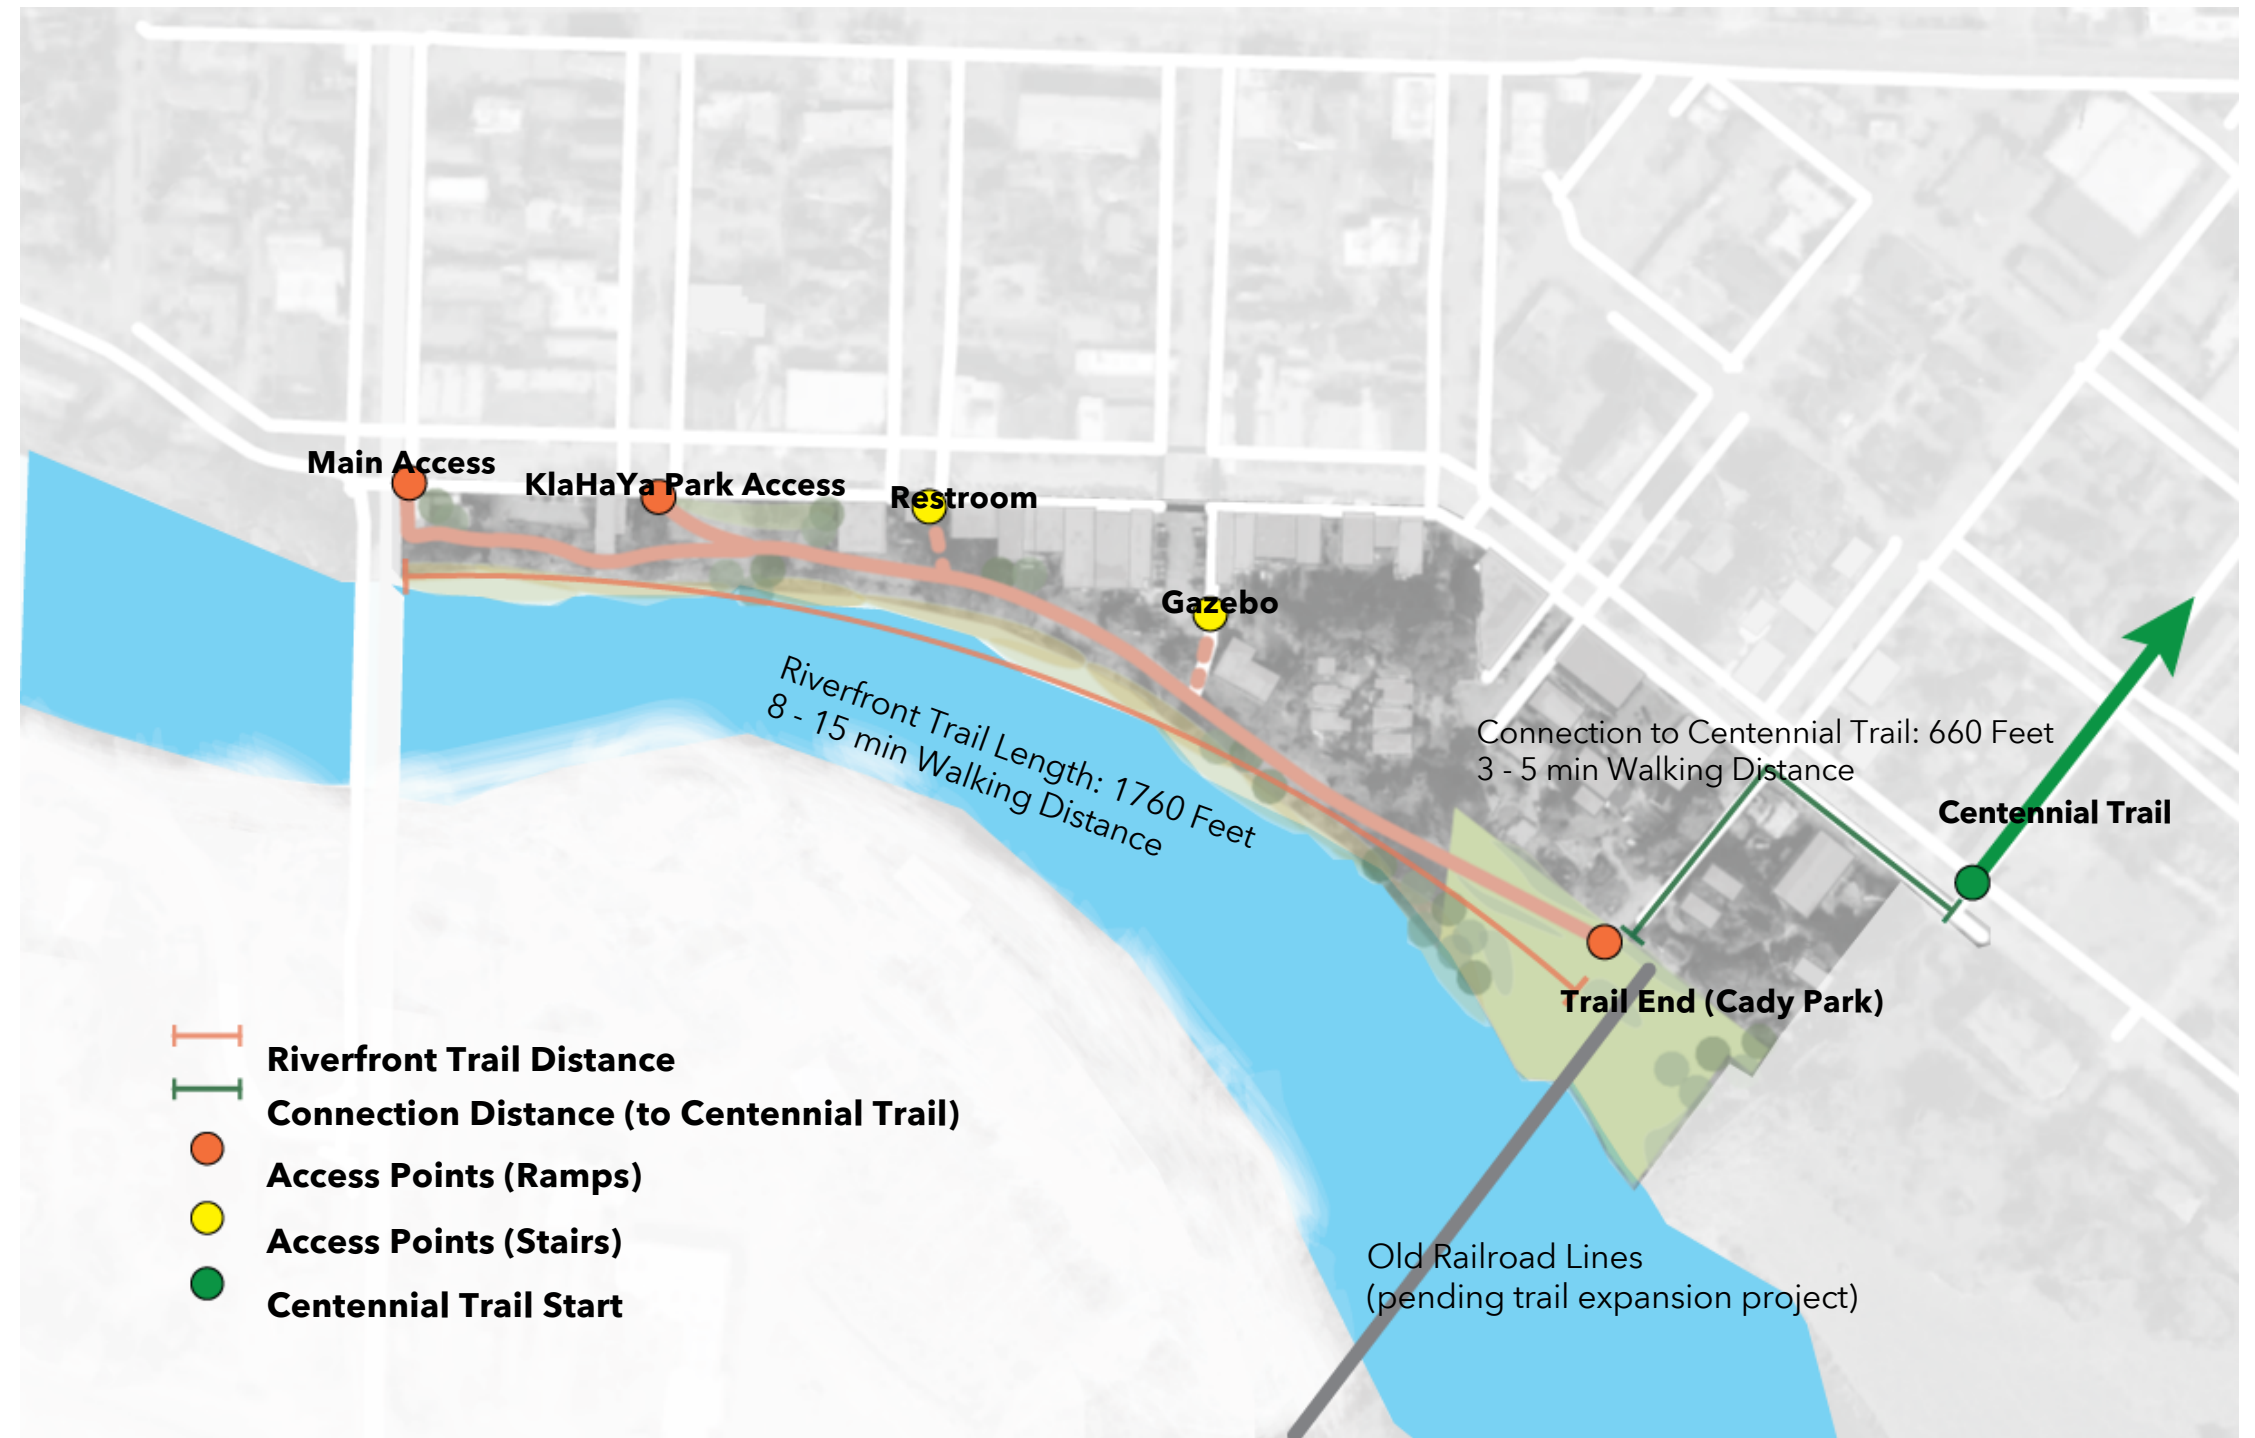 Main Access
KlaHaYa Park Access
Restroom
Gazebo
Riverfront Trail Length: 1760 Feet
8 - 15 min Walking Distance
Connection to Centennial Trail: 660 Feet
3 - 5 min Walking Distance
Centennial Trail
Trail End (Cady Park)
Riverfront Trail Distance
Connection Distance (to Centennial Trail)
Access Points (Ramps)
Access Points (Stairs)
Centennial Trail Start
Old Railroad Lines
(pending trail expansion project)